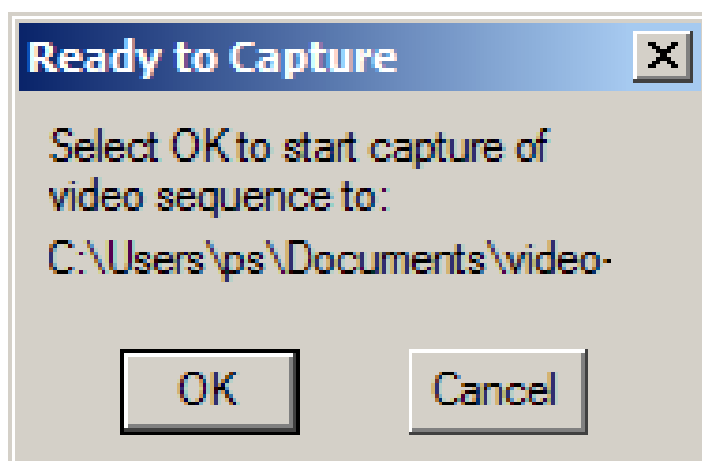 Ready to Capture
Select OK to start capture of
video sequence to:
C:\Users\ps\Documents\video-
OK Cancel